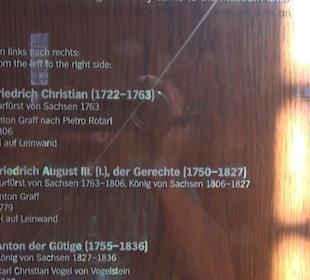 n links nach rechts:
om the left to the right side:
riedrich Christian (1722–1763)
urfürst von Sachsen 1763
nton Graff nach Pietro Rotari
806
l auf Leinwand
riedrich August III. (I.), der Gerechte (1750–1827)
urfürst von Sachsen 1763–1806, König von Sachsen 1806–1827
nton Graff
779
l auf Leinwand
Anton der Gütige (1755–1836)
önig von Sachsen 1827–1836
Carl Christian Vogel von Vogelstein